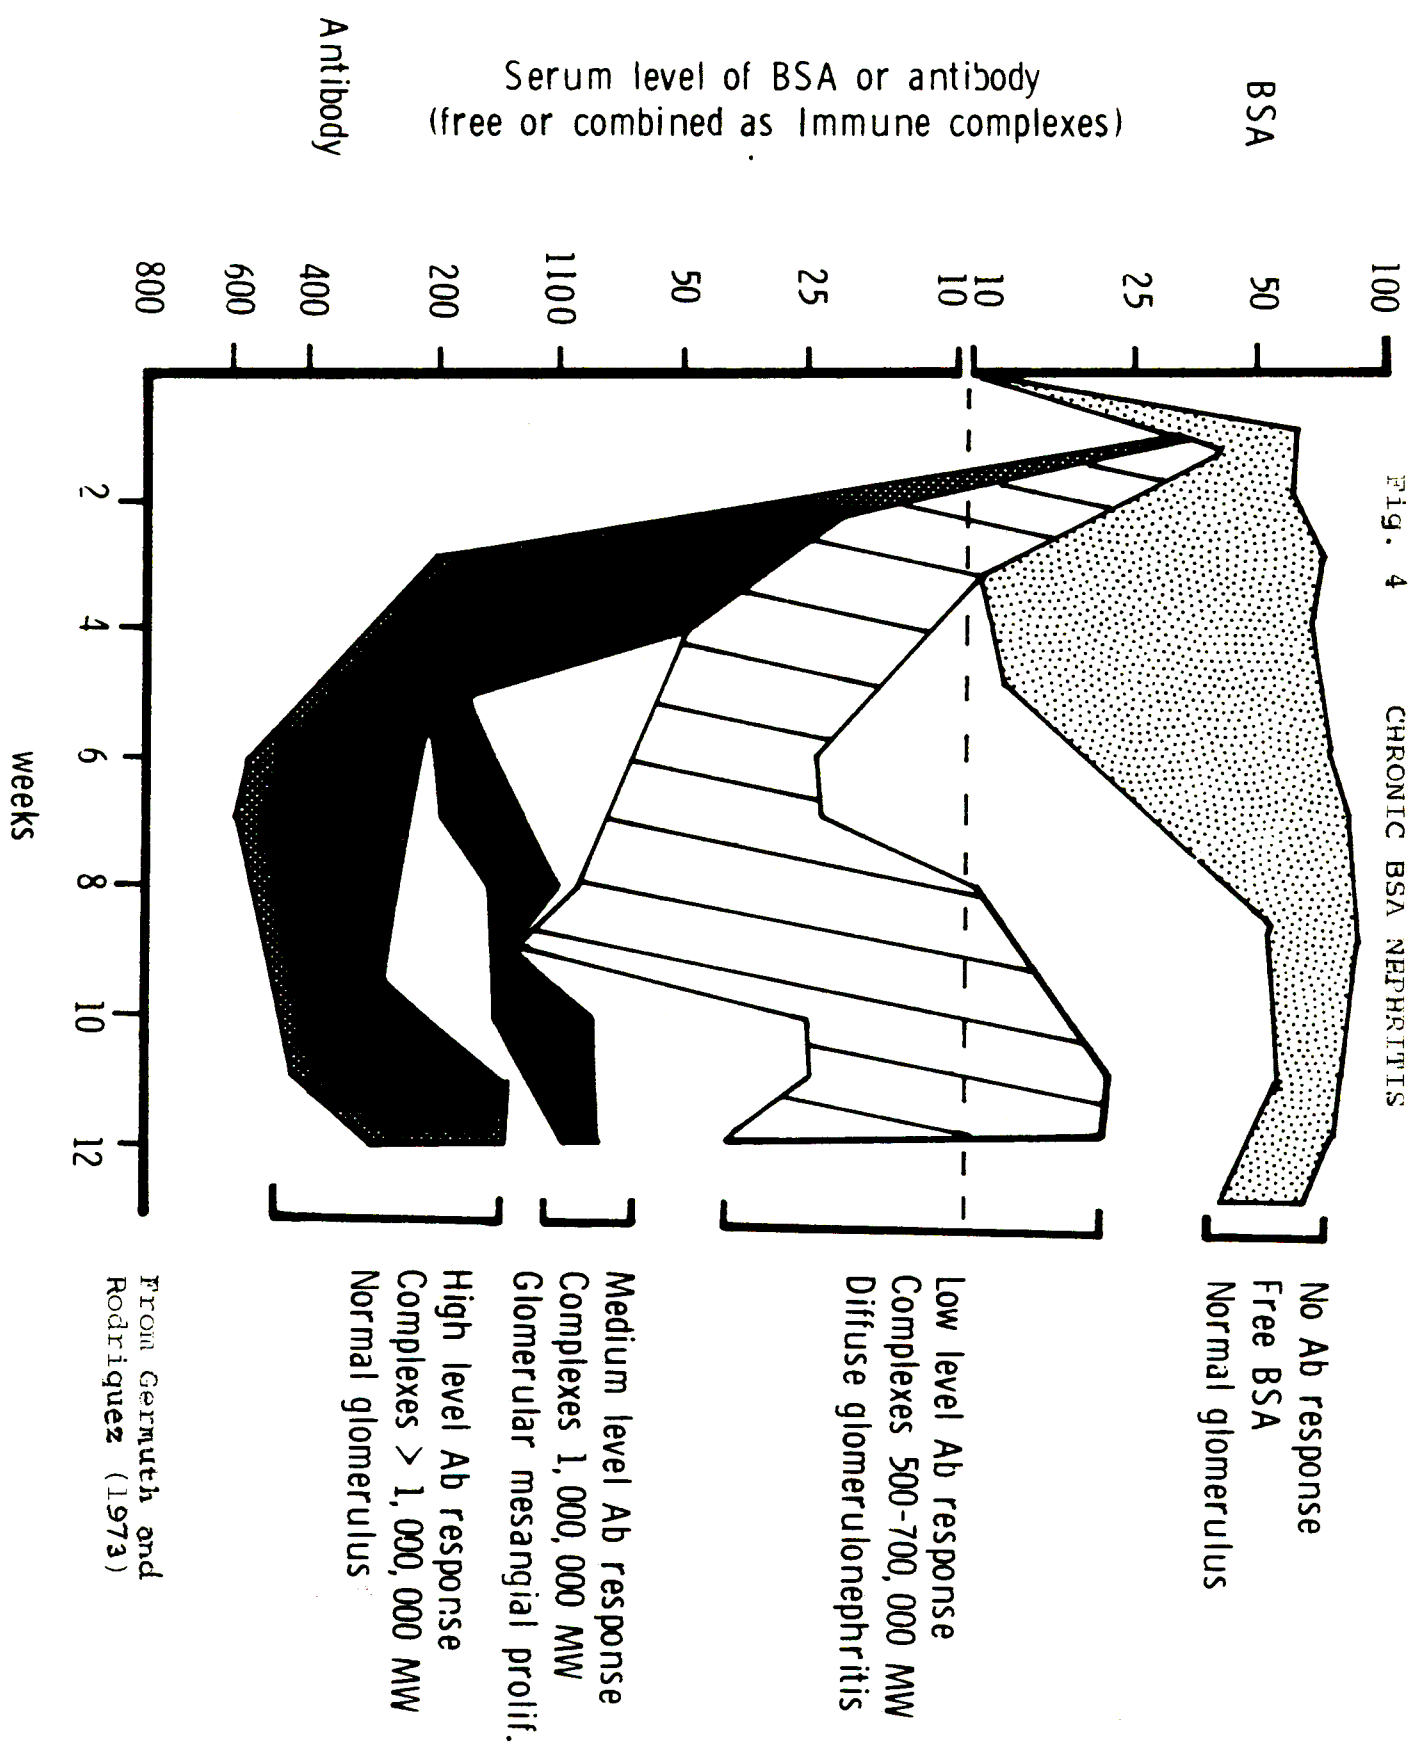 Fig. 4 CHRONIC BSA NEPHRITIS
BSA
Serum level of BSA or antibody
(free or combined as Immune complexes)
Antibody
100
50
25
10
10
25
50
1100
200
400
600
800
2
4
6
8
10
12
weeks
No Ab response
Free BSA
Normal glomerulus
Low level Ab response
Complexes 500-700,000 MW
Diffuse glomerulonephritis
Medium level Ab response
Complexes 1,000,000 MW
Glomerular mesangial prolif.
High level Ab response
Complexes > 1,000,000 MW
Normal glomerulus
From Germuth and
Rodriquez (1973)